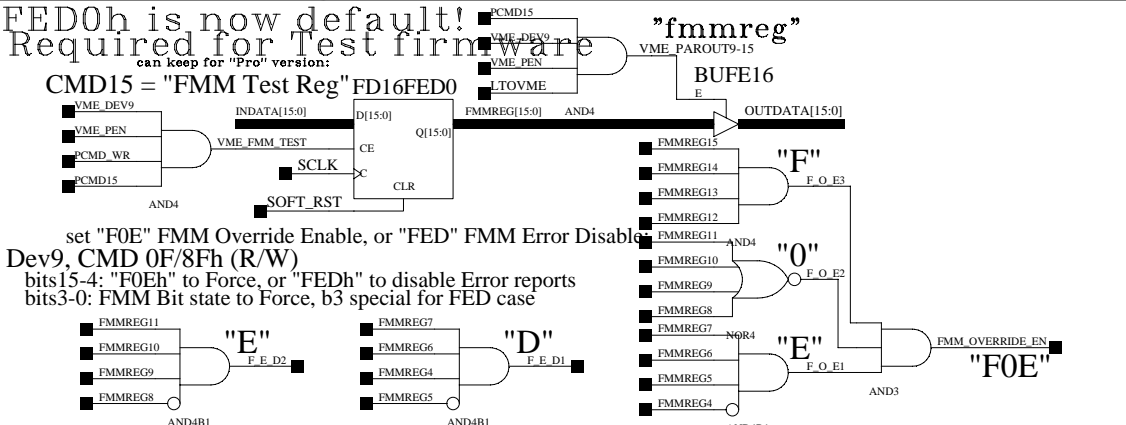 FED0h is now default!
Required for Test firmware
can keep for "Pro" version:
CMD15 = "FMM Test Reg"
FD16FED0
PCMD15
VME_DEV9
VME_PEN
LTOVME
AND4
"fmmreg"
VME_PAROUT9-15
BUFE16
E
VME_DEV9
VME_PEN
PCMD_WR
PCMD15
AND4
VME_FMM_TEST
INDATA[15:0]
D[15:0]
Q[15:0]
CE
C
CLR
SCLK
SOFT_RST
FMMREG[15:0]
OUTDATA[15:0]
FMMREG15
FMMREG14
FMMREG13
FMMREG12
AND4
"F"
F_O_E3
set "F0E" FMM Override Enable, or "FED" FMM Error Disable:
Dev9, CMD 0F/8Fh (R/W)
bits15-4: "F0Eh" to Force, or "FEDh" to disable Error reports
bits3-0: FMM Bit state to Force, b3 special for FED case
FMMREG11
FMMREG10
FMMREG9
FMMREG8
NOR4
"0"
F_O_E2
FMMREG11
FMMREG10
FMMREG9
FMMREG8
AND4B1
"E"
F_E_D2
FMMREG7
FMMREG6
FMMREG4
FMMREG5
AND4B1
"D"
F_E_D1
FMMREG7
FMMREG6
FMMREG5
FMMREG4
"E"
F_O_E1
AND3
FMM_OVERRIDE_EN
"F0E"